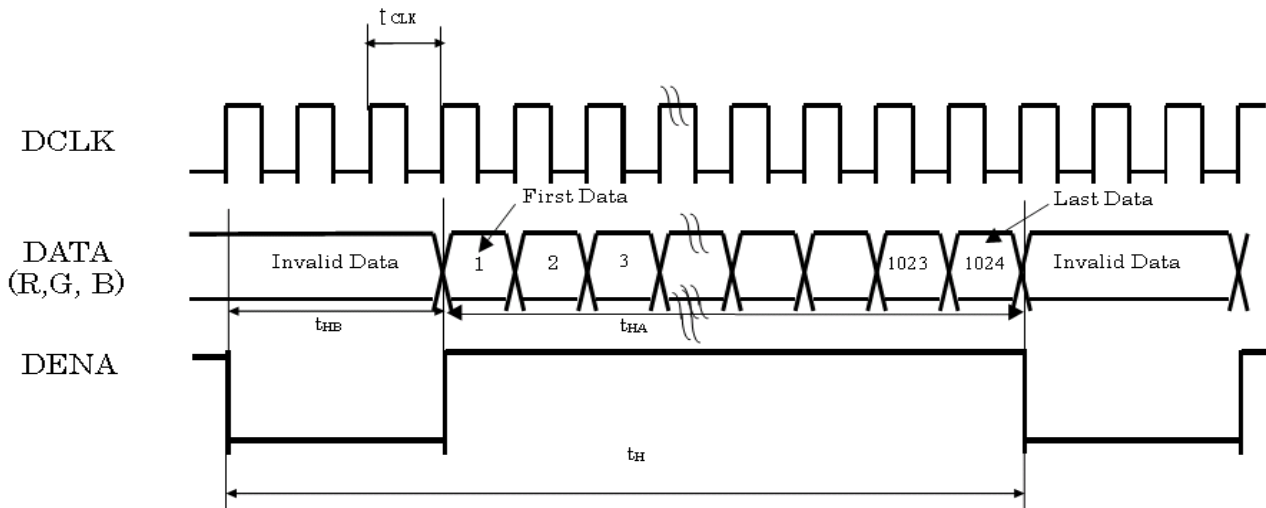 t CLK
DCLK
First Data
Last Data
DATA
(R,G, B)
Invalid Data
1
2
3
1023
1024
Invalid Data
tHB
tHA
DENA
tH